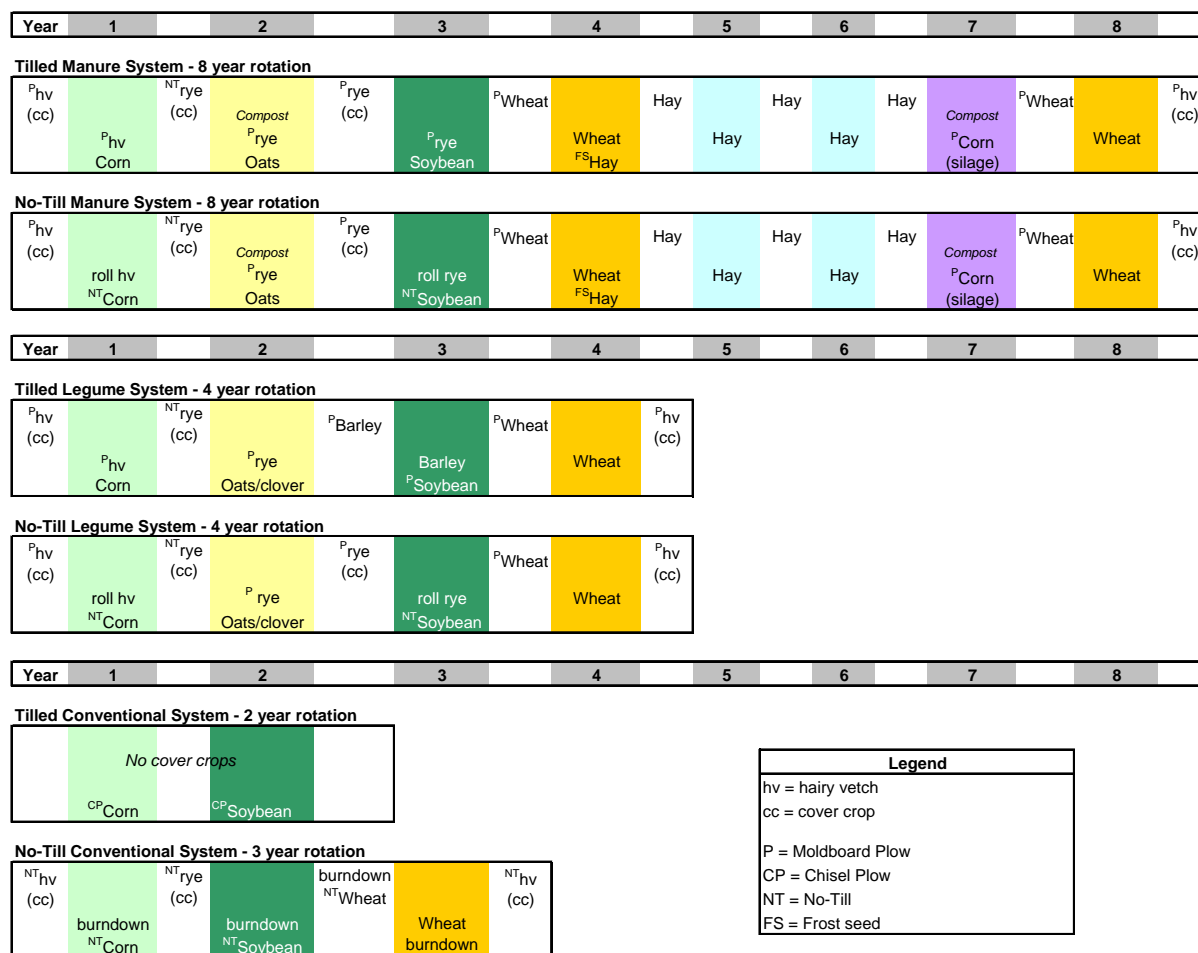 Year 1 2 3 4 5 6 7 8
Tilled Manure System - 8 year rotation
Phv NTrye Prye PWheat Hay Hay Hay PWheat Phv
(cc) (cc) Compost (cc) Compost (cc)
Phv Prye Prye Wheat Hay Hay PCorn Wheat
Corn Oats Soybean FSHay (silage)
No-Till Manure System - 8 year rotation
Phv NTrye Prye PWheat Hay Hay Hay PWheat Phv
(cc) (cc) Compost (cc) Compost (cc)
roll hv Prye roll rye Wheat Hay Hay PCorn Wheat
NTCorn Oats NTSoybean FSHay (silage)
Year 1 2 3 4 5 6 7 8
Tilled Legume System - 4 year rotation
Phv NTrye PBarley PWheat Phv
(cc) (cc) (cc)
Phv Prye Barley Wheat
Corn Oats/clover PSoybean
No-Till Legume System - 4 year rotation
Phv NTrye Prye PWheat Phv
(cc) (cc) (cc) (cc)
roll hv P rye roll rye Wheat
NTCorn Oats/clover NTSoybean
Year 1 2 3 4 5 6 7 8
Tilled Conventional System - 2 year rotation
No cover crops
CPCorn CPSoybean
No-Till Conventional System - 3 year rotation
NThv NTrye burndown NThv
(cc) (cc) NTWheat (cc)
burndown burndown Wheat
NTCorn NTSoybean burndown
Legend
hv = hairy vetch
cc = cover crop
P = Moldboard Plow
CP = Chisel Plow
NT = No-Till
FS = Frost seed